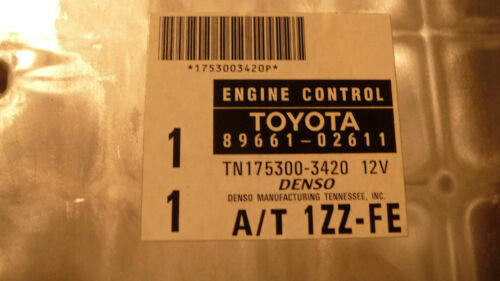 *1753003420P*
ENGINE CONTROL
TOYOTA
89661-02611
1
TN175300-3420 12V
DENSO
DENSO MANUFACTURING TENNESSEE, INC.
1
A/T 1ZZ-FE